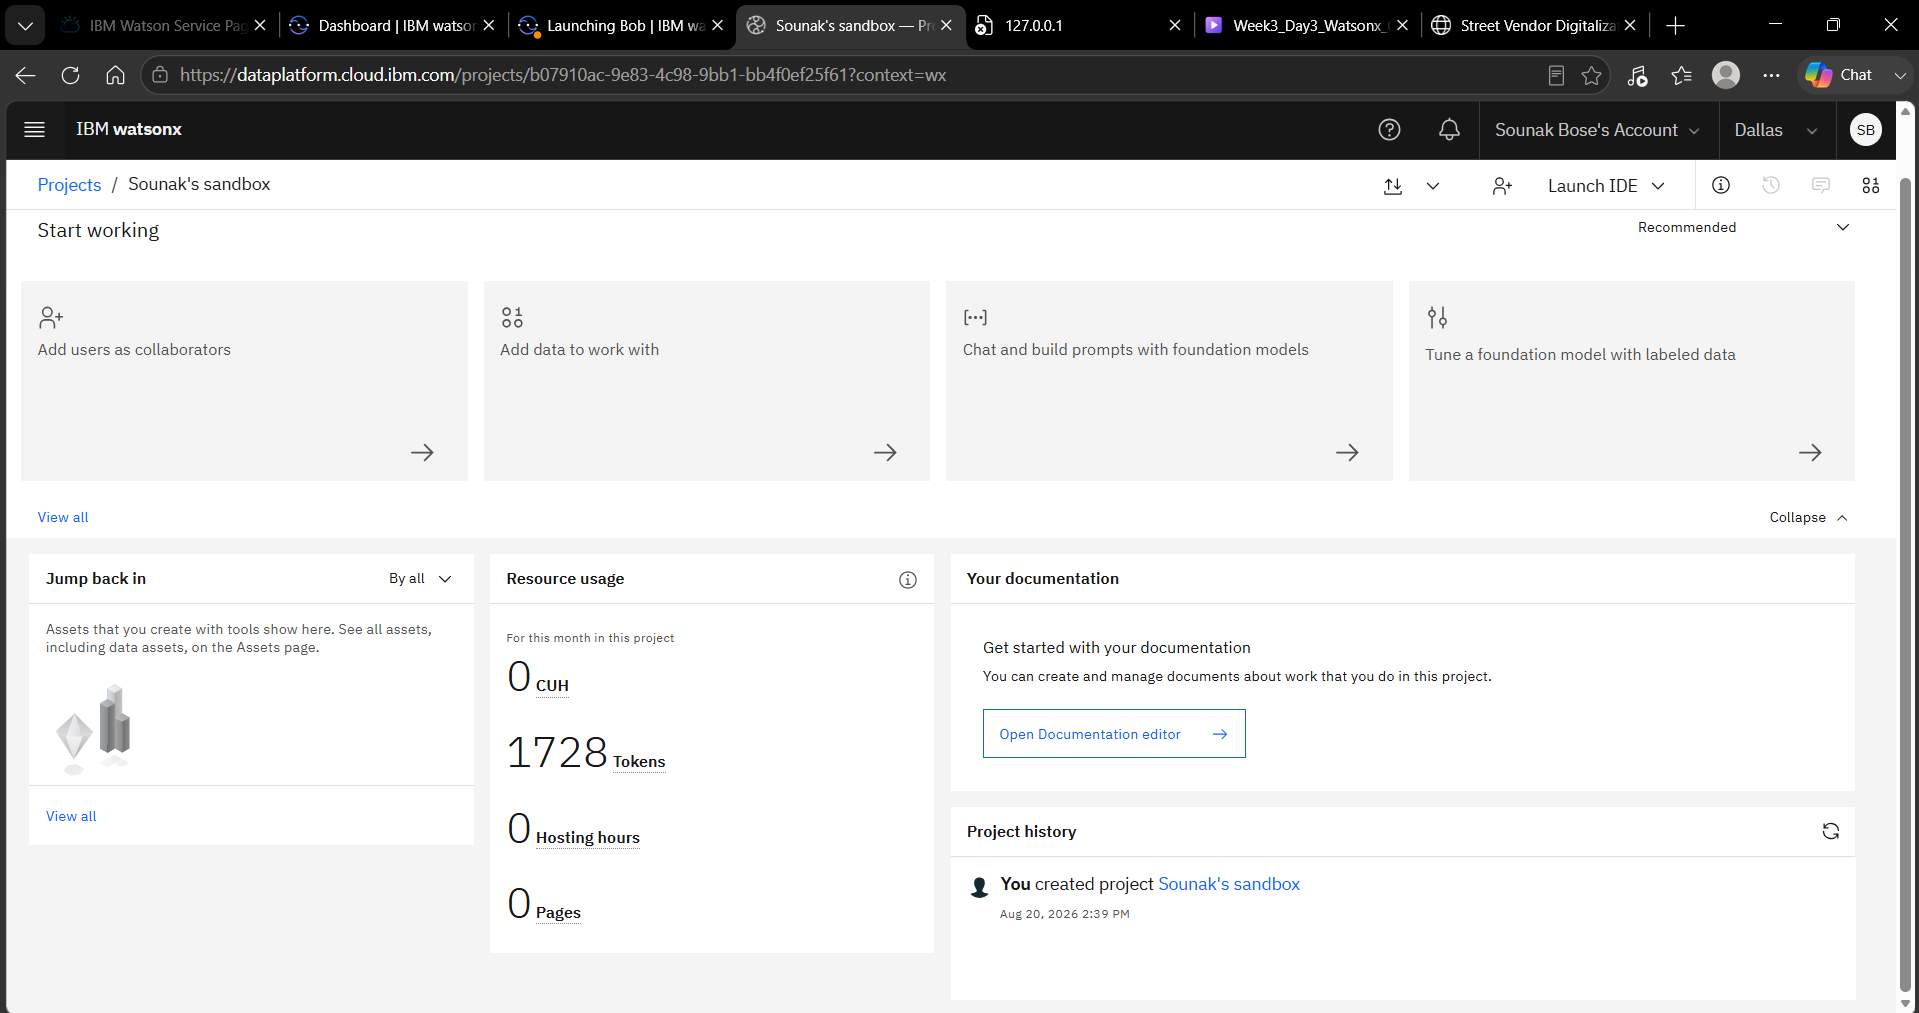 IBM Watson Service Pag
Dashboard | IBM watson
Launching Bob | IBM wa
Sounak's sandbox — Pr
127.0.0.1
Week3_Day3_Watsonx_
Street Vendor Digitaliza
https://dataplatform.cloud.ibm.com/projects/b07910ac-9e83-4c98-9bb1-bb4f0ef25f61?context=wx
Chat
IBM watsonx
Sounak Bose's Account
Dallas
SB
Projects / Sounak's sandbox
Launch IDE
Start working
Recommended
Add users as collaborators
Add data to work with
Chat and build prompts with foundation models
Tune a foundation model with labeled data
View all
Collapse
Jump back in
By all
Assets that you create with tools show here. See all assets,
including data assets, on the Assets page.
View all
Resource usage
For this month in this project
0 CUH
1728 Tokens
0 Hosting hours
0 Pages
Your documentation
Get started with your documentation
You can create and manage documents about work that you do in this project.
Open Documentation editor
Project history
You created project Sounak's sandbox
Aug 20, 2026 2:39 PM